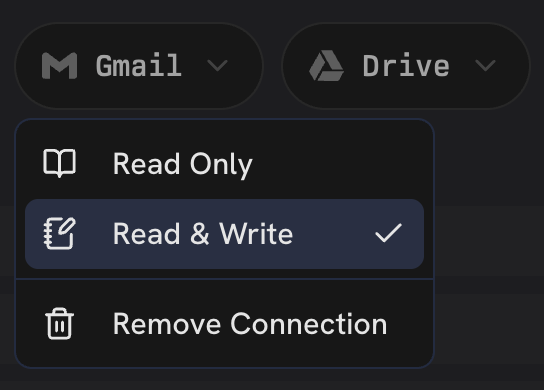 Gmail
Drive
Read Only
Read & Write
Remove Connection